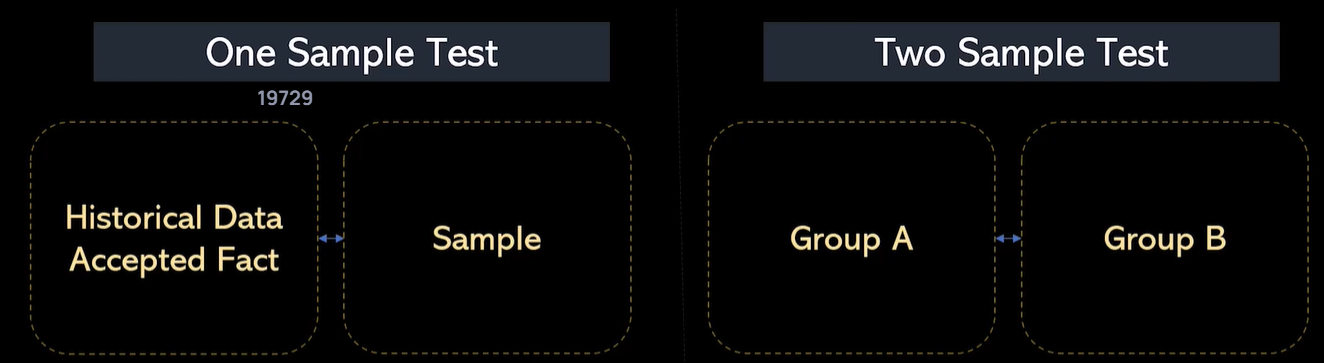 One Sample Test
19729
Historical Data
Accepted Fact
Sample
Two Sample Test
Group A
Group B